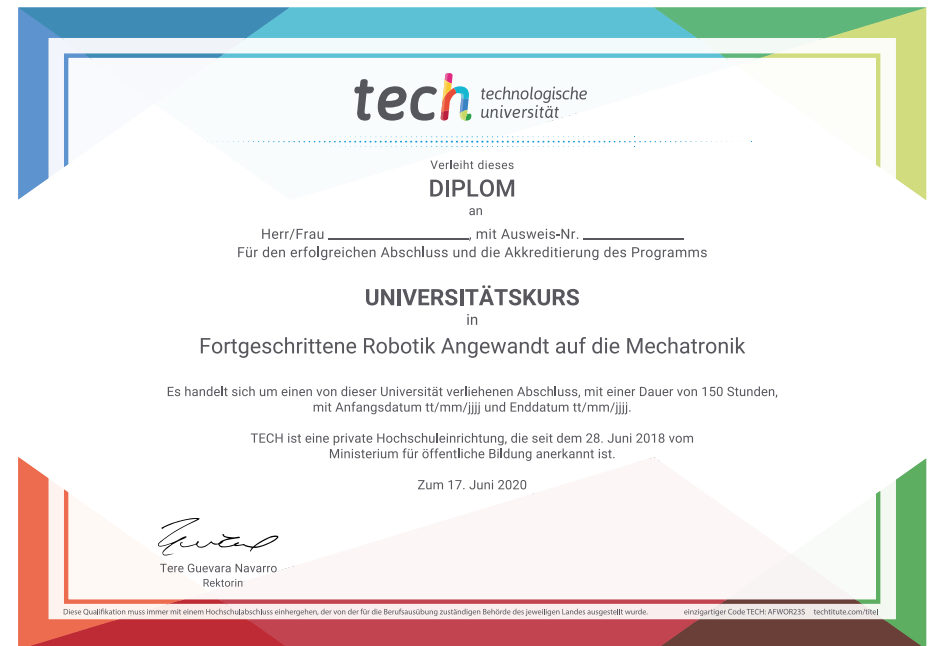 tech technologische
universität
Verleiht dieses
DIPLOM
an
Herr/Frau ____________________, mit Ausweis-Nr. ______________
Für den erfolgreichen Abschluss und die Akkreditierung des Programms
UNIVERSITÄTSKURS
in
Fortgeschrittene Robotik Angewandt auf die Mechatronik
Es handelt sich um einen von dieser Universität verliehenen Abschluss, mit einer Dauer von 150 Stunden,
mit Anfangsdatum tt/mm/jjjj und Enddatum tt/mm/jjjj.
TECH ist eine private Hochschuleinrichtung, die seit dem 28. Juni 2018 vom
Ministerium für öffentliche Bildung anerkannt ist.
Zum 17. Juni 2020
Tere Guevara Navarro
Rektorin
Diese Qualifikation muss immer mit einem Hochschulabschluss einhergehen, der von der für die Berufsausübung zuständigen Behörde des jeweiligen Landes ausgestellt wurde. einzigartiger Code TECH: AFWOR235 techtitute.com/titel